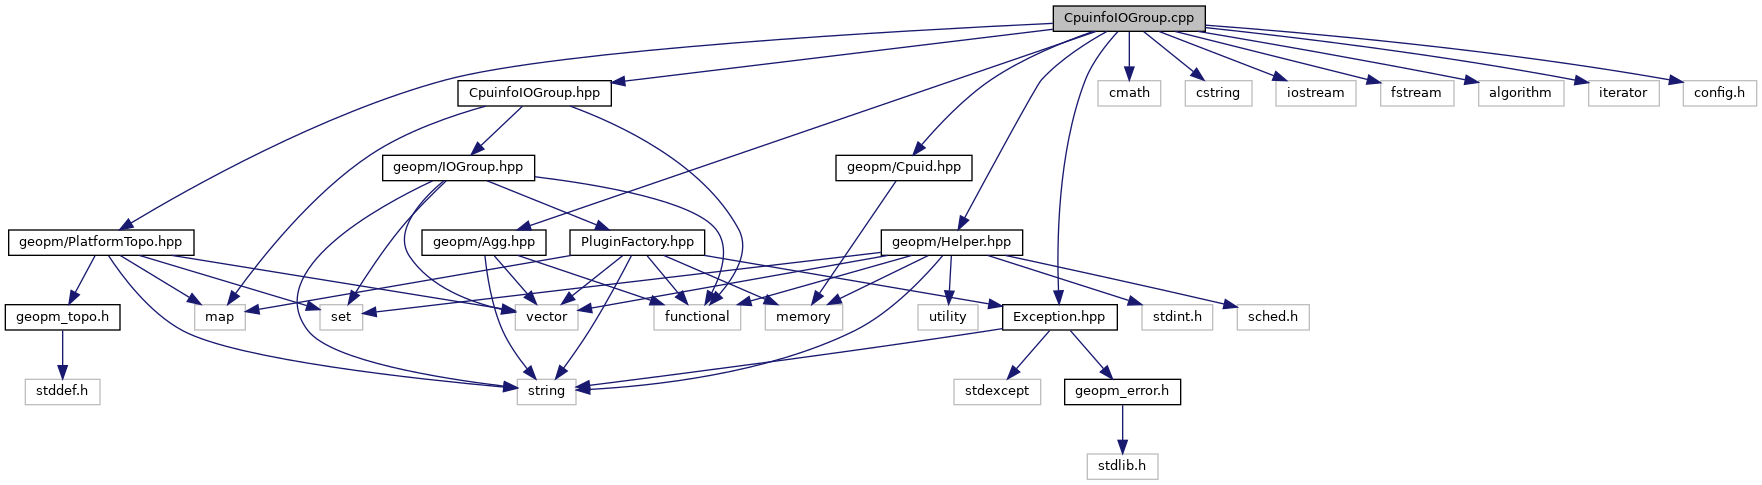 CpuinfoIOGroup.cpp
CpuinfoIOGroup.hpp
cmath
cstring
iostream
fstream
algorithm
iterator
config.h
geopm/IOGroup.hpp
geopm/Cpuid.hpp
geopm/PlatformTopo.hpp
geopm/Agg.hpp
PluginFactory.hpp
geopm/Helper.hpp
geopm_topo.h
map
set
vector
functional
memory
utility
Exception.hpp
stdint.h
sched.h
stddef.h
string
stdexcept
geopm_error.h
stdlib.h